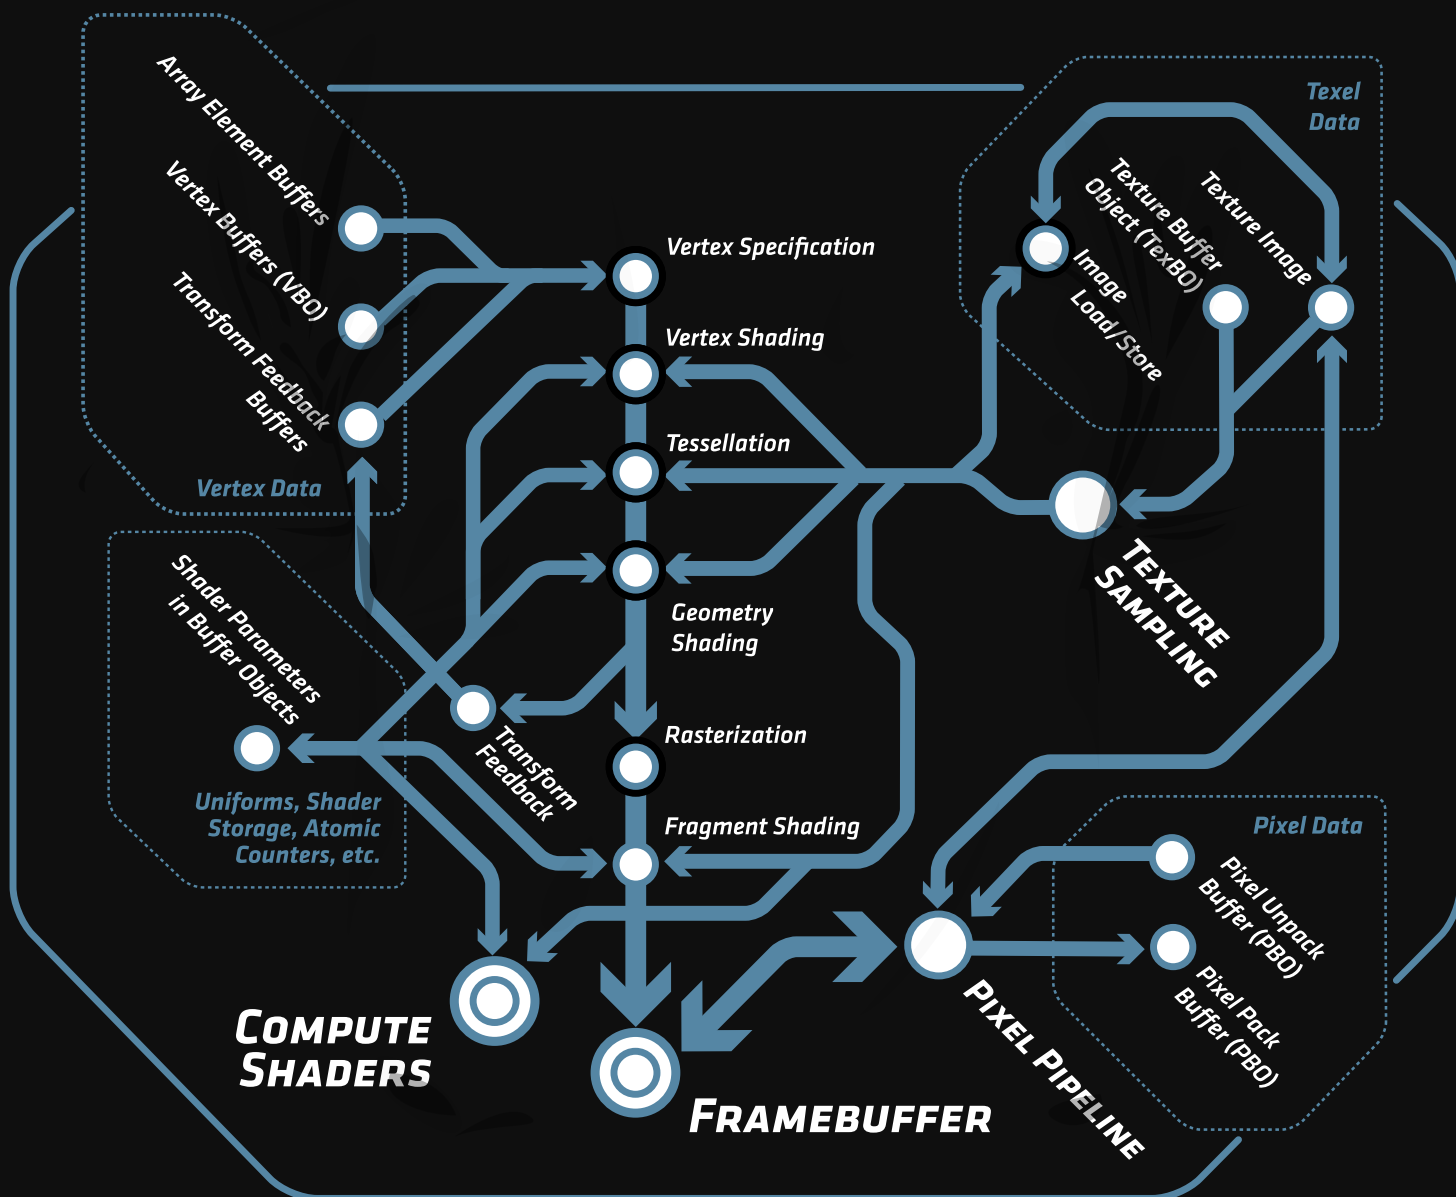 Array Element Buffers
Vertex Buffers (VBO)
Transform Feedback
Buffers
Vertex Data
Vertex Specification
Vertex Shading
Tessellation
Geometry
Shading
Rasterization
Fragment Shading
Texel
Data
Texture Image
Texture Buffer
Object (TexBO)
Image
Load/Store
Texture
Sampling
Shader Parameters
in Buffer Objects
Uniforms, Shader
Storage, Atomic
Counters, etc.
Transform
Feedback
Pixel Data
Pixel Unpack
Buffer (PBO)
Pixel Pack
Buffer (PBO)
Pixel Pipeline
Compute
Shaders
Framebuffer